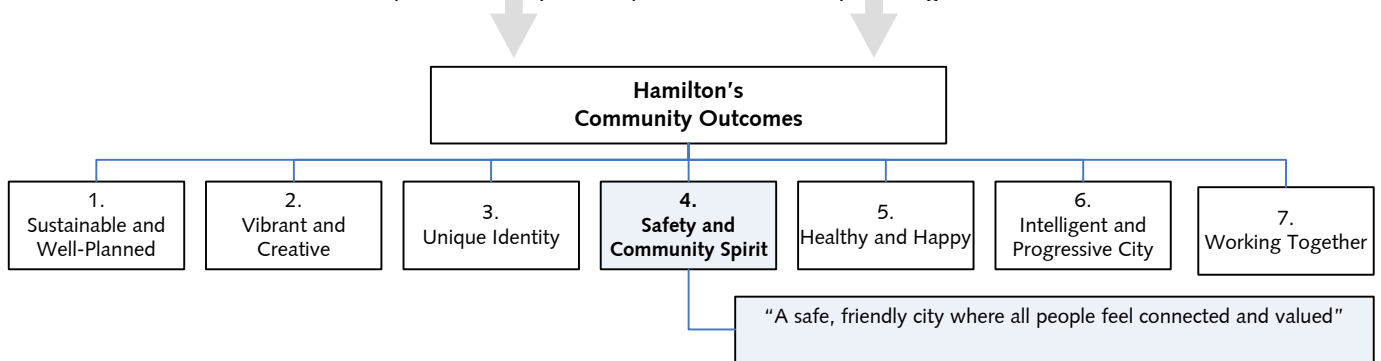 Hamilton’s
Community Outcomes
1.
Sustainable and
Well-Planned
2.
Vibrant and
Creative
3.
Unique Identity
4.
Safety and
Community Spirit
5.
Healthy and Happy
6.
Intelligent and
Progressive City
7.
Working Together
“A safe, friendly city where all people feel connected and valued”